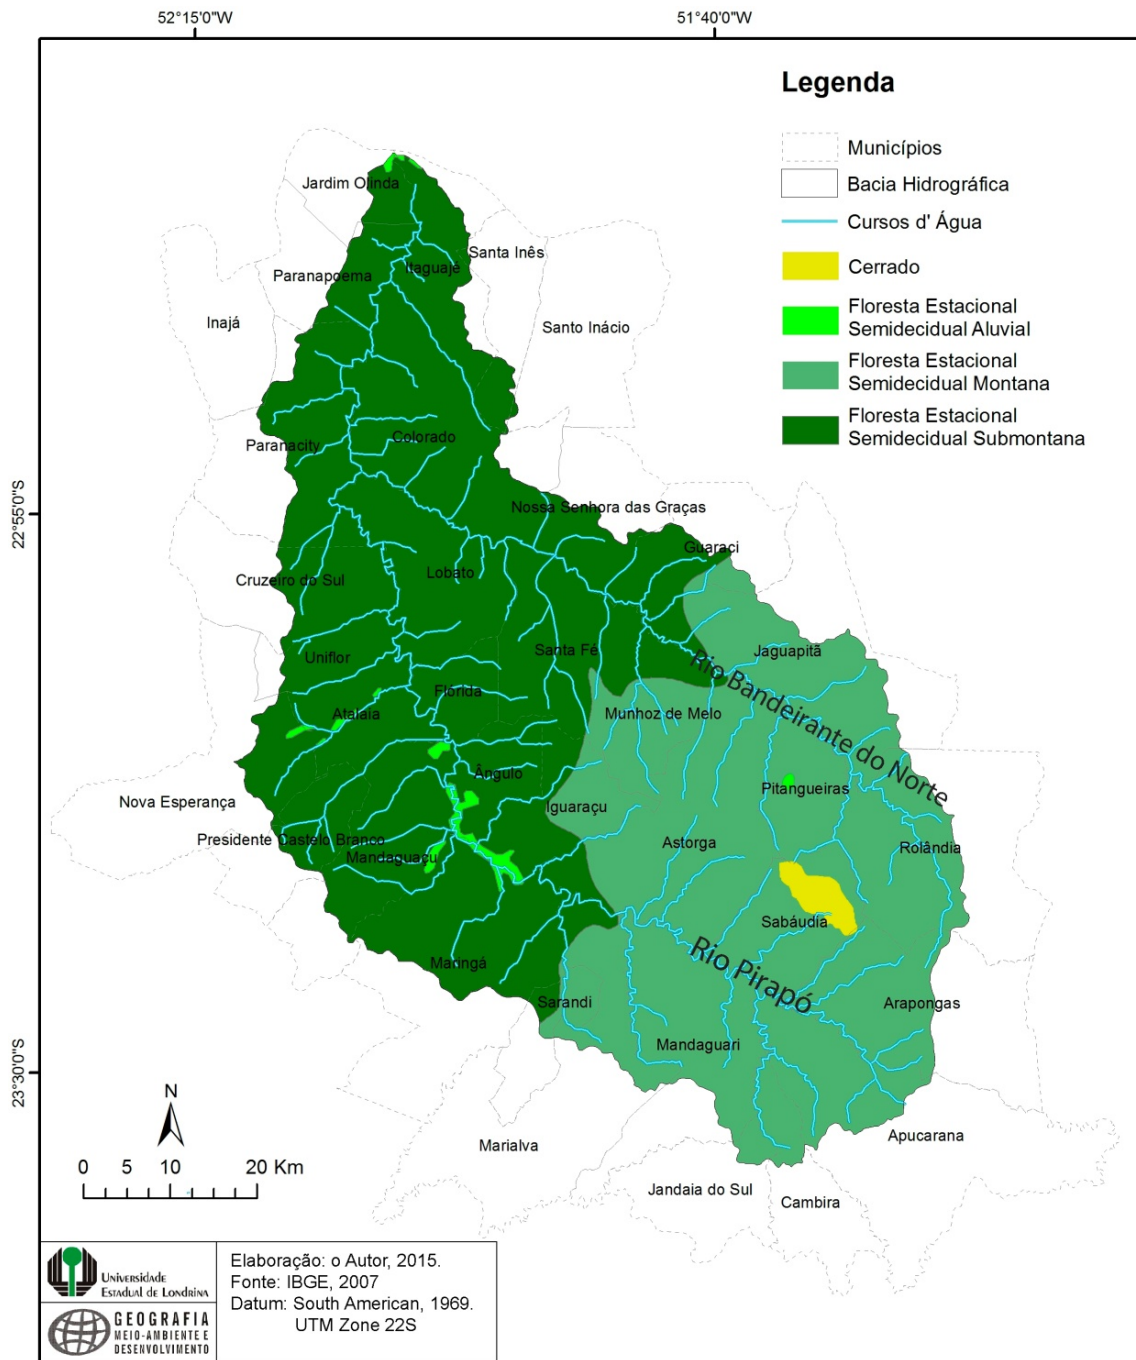 52°15'0"W
51°40'0"W
Legenda
Municípios
Bacia Hidrográfica
Cursos d' Água
Cerrado
Floresta Estacional
Semidecidual Aluvial
Floresta Estacional
Semidecidual Montana
Floresta Estacional
Semidecidual Submontana
Jardim Olinda
Santa Inês
Itaguajé
Paranapoema
Inajá
Santo Inácio
Colorado
Paranacity
22°55'0"S
Nossa Senhora das Graças
Guaraci
Lobato
Cruzeiro do Sul
Santa Fé
Jaguapitã
Uniflor
Rio Bandeirante do Norte
Flórida
Atalaia
Munhoz de Melo
Ângulo
Pitangueiras
Nova Esperança
Iguaraçu
Presidente Castelo Branco
Astorga
Rolândia
Mandaguaçu
Sabáudia
Maringá
Rio Pirapó
Sarandi
Arapongas
Mandaguari
23°30'0"S
Marialva
Apucarana
Jandaia do Sul
Cambira
N
0 5 10 20 Km
Universidade
Estadual de Londrina
GEOGRAFIA
MEIO-AMBIENTE E
DESENVOLVIMENTO
Elaboração: o Autor, 2015.
Fonte: IBGE, 2007
Datum: South American, 1969.
UTM Zone 22S